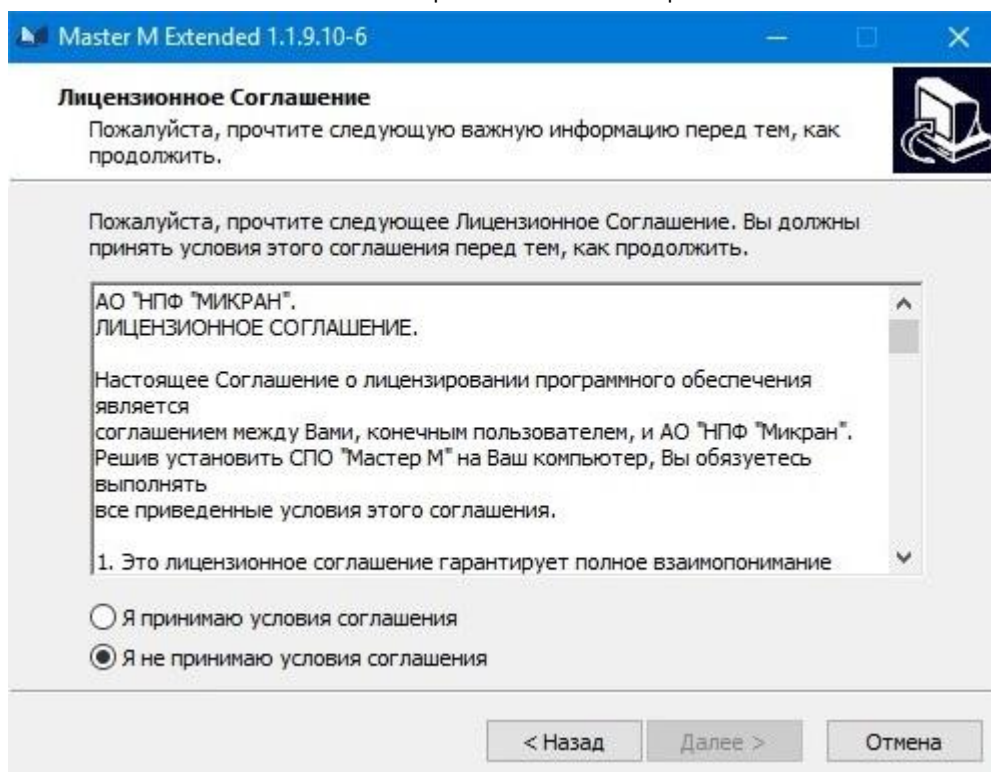 Master M Extended 1.1.9.10-6
Лицензионное Соглашение
Пожалуйста, прочтите следующую важную информацию перед тем, как
продолжить.
Пожалуйста, прочтите следующее Лицензионное Соглашение. Вы должны
принять условия этого соглашения перед тем, как продолжить.
АО "НПФ "МИКРАН".
ЛИЦЕНЗИОННОЕ СОГЛАШЕНИЕ.
Настоящее Соглашение о лицензировании программного обеспечения
является
соглашением между Вами, конечным пользователем, и АО "НПФ "Микран".
Решив установить СПО "Мастер М" на Ваш компьютер, Вы обязуетесь
выполнять
все приведенные условия этого соглашения.
1. Это лицензионное соглашение гарантирует полное взаимопонимание
Я принимаю условия соглашения
Я не принимаю условия соглашения
< Назад
Далее >
Отмена